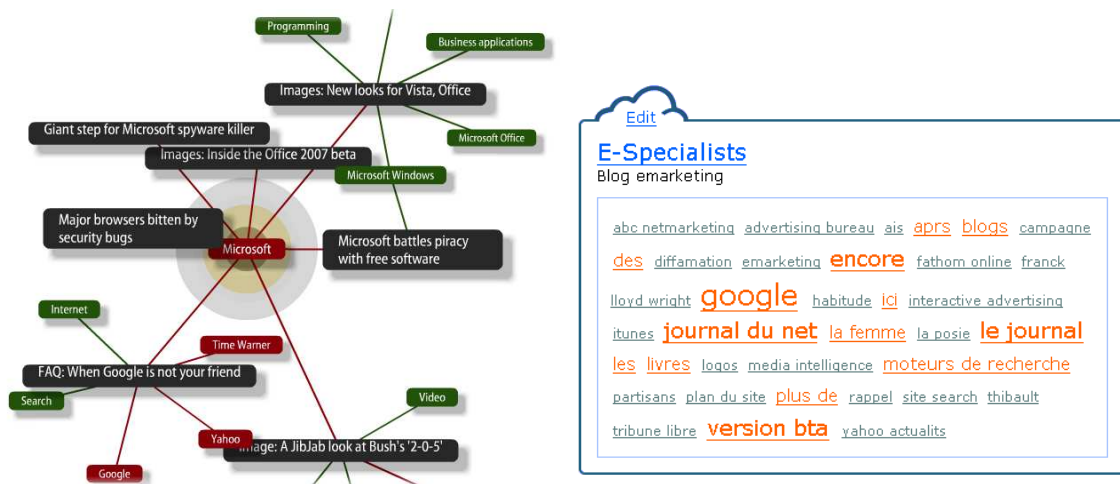 Programming
Business applications
Images: New looks for Vista, Office
Giant step for Microsoft spyware killer
Microsoft Office
Images: Inside the Office 2007 beta
Microsoft Windows
Major browsers bitten by
security bugs
Microsoft
Microsoft battles piracy
with free software
Internet
Time Warner
FAQ: When Google is not your friend
Search
Video
Yahoo
Image: A JibJab look at Bush's '2-0-5'
Google
Edit
E-Specialists
Blog emarketing
abc netmarketing advertising bureau ais aprs blogs campagne
des diffamation emarketing encore fathom online franck
lloyd wright google habitude ici interactive advertising
itunes journal du net la femme la posie le journal
les livres logos media intelligence moteurs de recherche
partisans plan du site plus de rappel site search thibault
tribune libre version bta yahoo actualits